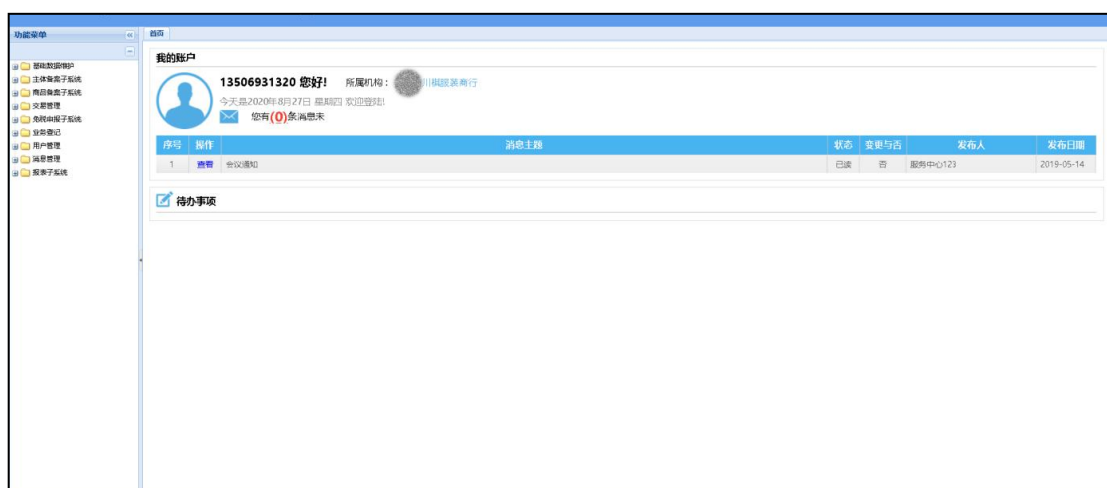 功能菜单
首页
基础数据维护
主体备案子系统
商品备案子系统
交易管理
免税申报子系统
业务登记
用户管理
消息管理
报表子系统
我的账户
13506931320 您好! 所属机构:
川棋服装商行
今天是2020年8月27日 星期四 欢迎登陆!
您有(0)条消息未
序号 操作 消息主题 状态 变更与否 发布人 发布日期
1 查看 会议通知 已读 否 服务中心123 2019-05-14
待办事项